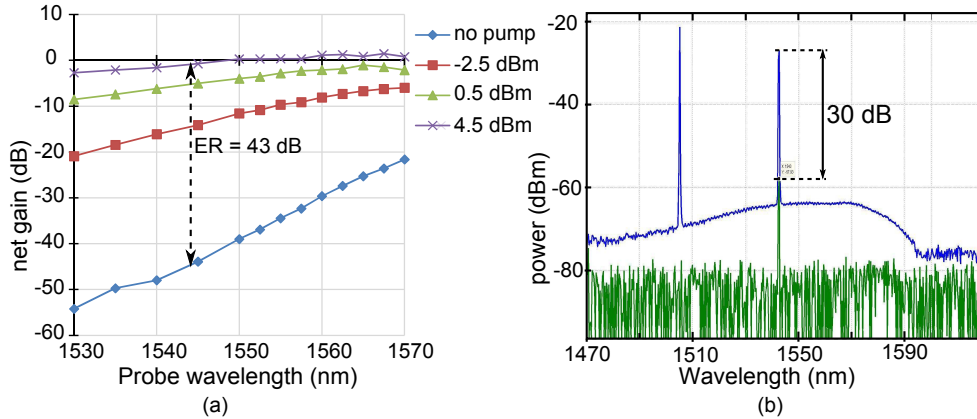 10
0
-10
-20
-30
-40
-50
-60
net gain (dB)
ER = 43 dB
1530 1540 1550 1560 1570
Probe wavelength (nm)
(a)
no pump
-2.5 dBm
0.5 dBm
4.5 dBm
-20
-40
-60
-80
power (dBm)
30 dB
1470 1510 1550 1590
Wavelength (nm)
(b)